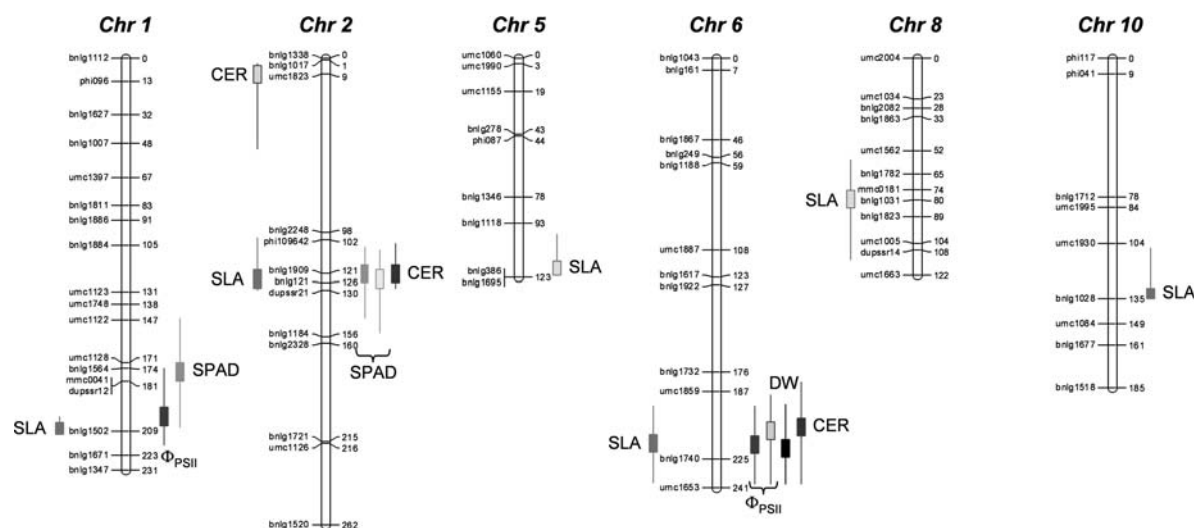 Chr 1 Chr 2 Chr 5 Chr 6 Chr 8 Chr 10
bnlg1112 0
phi096 13
bnlg1627 32
bnlg1007 48
umc1397 67
bnlg1811 83
bnlg1886 91
bnlg1884 105
umc1123 131
umc1748 138
umc1122 147
umc1128 171
bnlg1564 174
mmc0041 181
dupssr12
bnlg1502 209
bnlg1671 223
bnlg1347 231
SPAD
SLA
ΦPSII
bnlg1338 0
bnlg1017 1
umc1823 9
bnlg2248 98
phi109642 102
bnlg1909 121
bnlg121 126
dupssr21 130
bnlg1184 156
bnlg2328 160
bnlg1721 215
umc1126 216
bnlg1520 262
CER
SLA
CER
SPAD
umc1060 0
umc1990 3
umc1155 19
bnlg278 43
phi087 44
bnlg1346 78
bnlg1118 93
bnlg386 123
bnlg1695
SLA
bnlg1043 0
bnlg161 7
bnlg1867 46
bnlg249 56
bnlg1188 59
umc1887 108
bnlg1617 123
bnlg1922 127
bnlg1732 176
umc1859 187
bnlg1740 225
umc1653 241
SLA
DW
CER
ΦPSII
umc2004 0
umc1034 23
bnlg2082 28
bnlg1863 33
umc1562 52
bnlg1782 65
mmc0181 74
bnlg1031 80
bnlg1823 89
umc1005 104
dupssr14 108
umc1663 122
SLA
phi117 0
phi041 9
bnlg1712 78
umc1995 84
umc1930 104
bnlg1028 135
umc1084 149
bnlg1677 161
bnlg1518 185
SLA